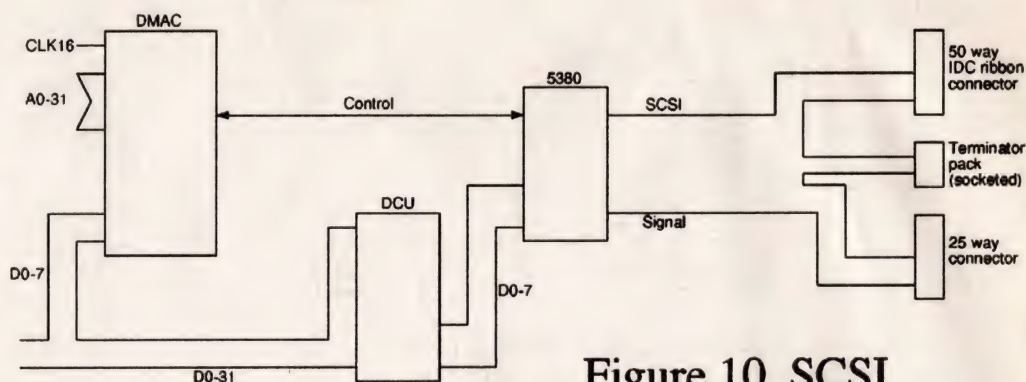 DMAC
CLK16
A0-31
Control
5380
SCSI
50 way
IDC ribbon
connector
Terminator
pack
(socketed)
DCU
Signal
25 way
connector
D0-7
D0-7
D0-31
Figure 10 SCSI